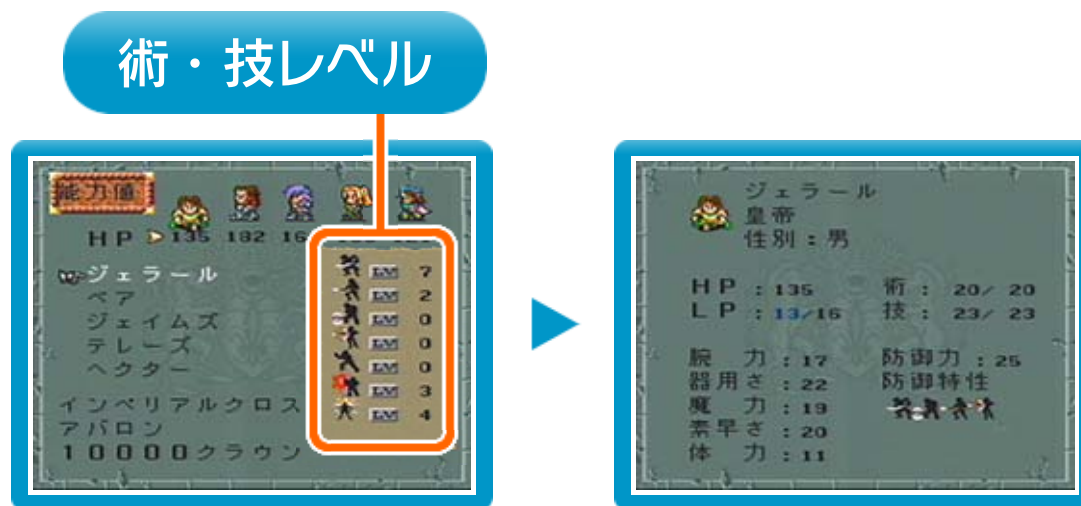 術・技レベル
能力値
HP 135 182 16
ジェラール
ベア
ジェイムズ
テレーズ
ヘクター
インペリアルクロス
アバロン
10000クラウン
LV 7
LV 2
LV 0
LV 0
LV 0
LV 3
LV 4
ジェラール
皇帝
性別:男
HP:135 術:20/20
LP:13/16 技:23/23
腕力:17 防御力:25
器用さ:22 防御特性
魔力:19
素早さ:20
体力:11